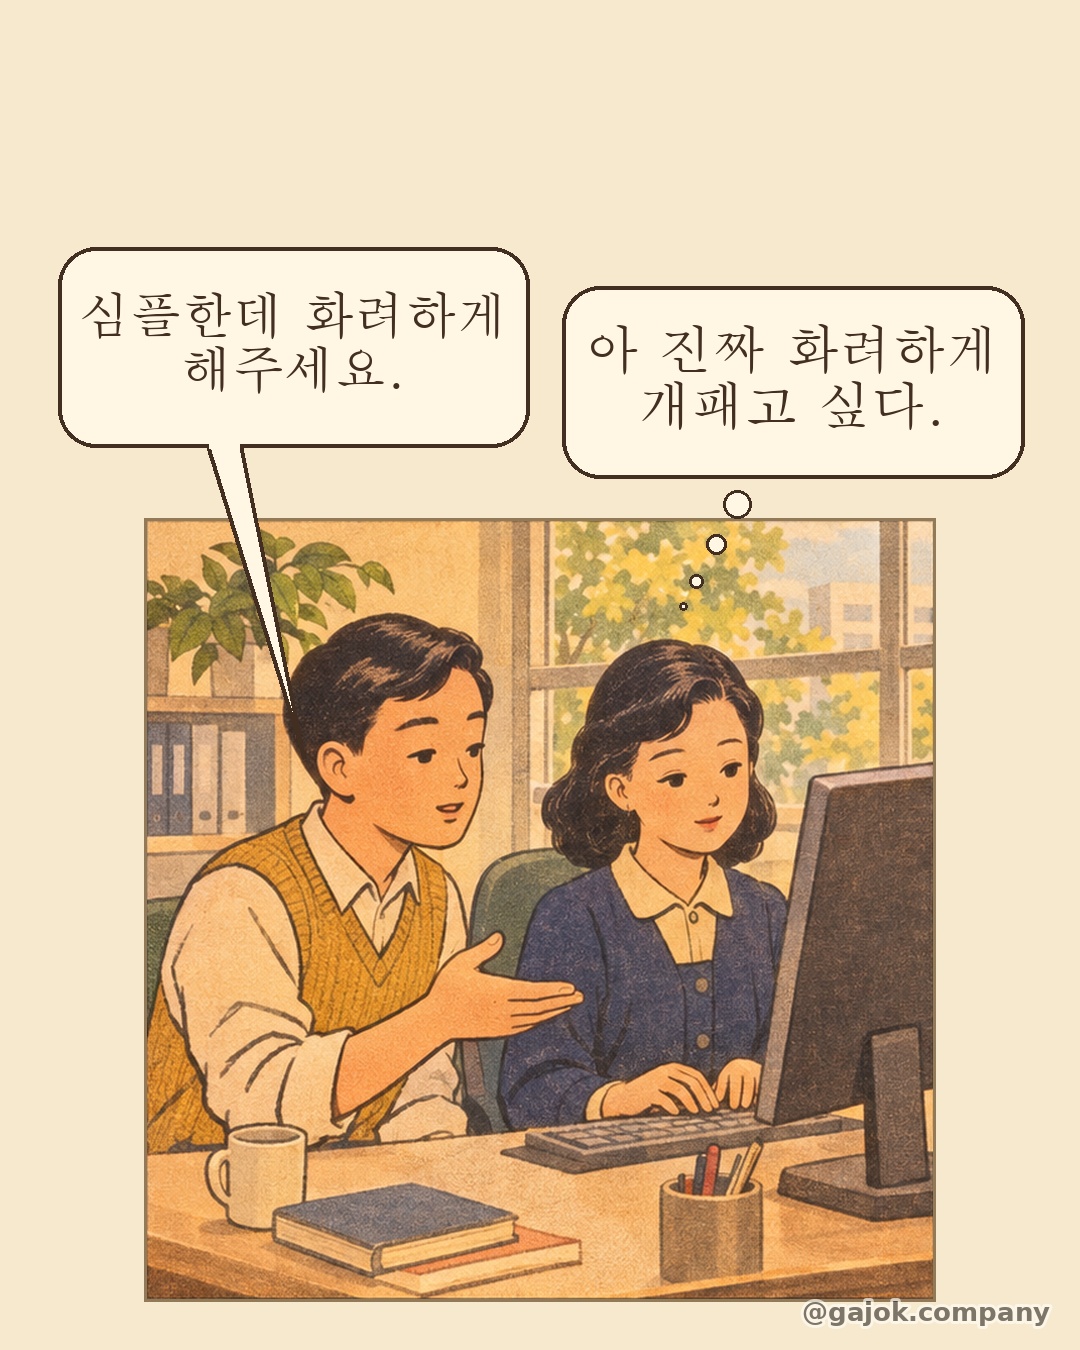 심플한데 화려하게
해주세요.
아 진짜 화려하게
개패고 싶다.
@gajok.company